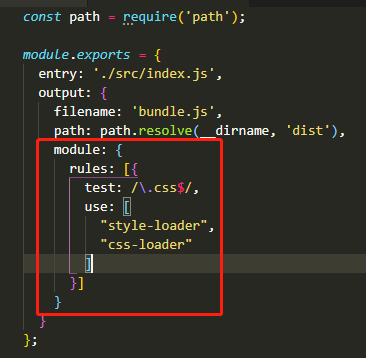 const path = require('path');
module.exports = {
entry: './src/index.js',
output: {
filename: 'bundle.js',
path: path.resolve(__dirname, 'dist'),
module: {
rules: [{
test: /\.css$/,
use: [
"style-loader",
"css-loader"
]
}]
}
}
};